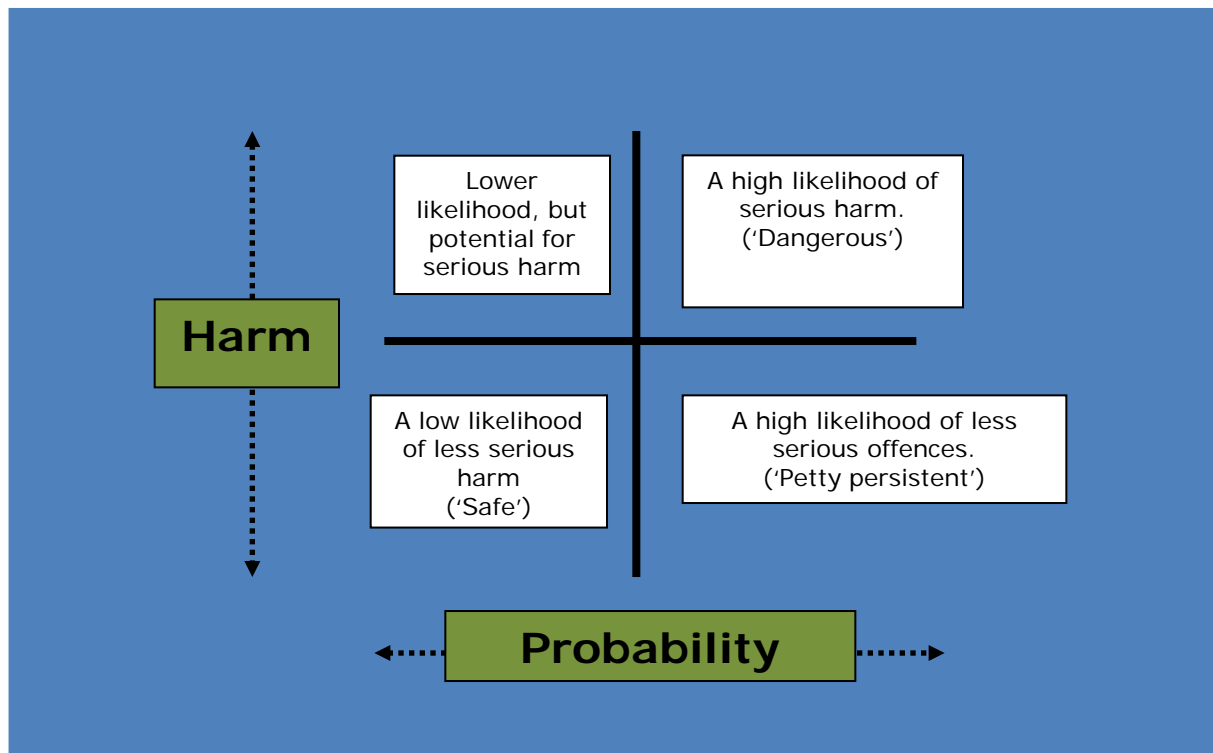 Lower
likelihood, but
potential for
serious harm
A high likelihood of
serious harm.
(‘Dangerous’)
Harm
A low likelihood
of less serious
harm
(‘Safe’)
A high likelihood of less
serious offences.
(‘Petty persistent’)
Probability